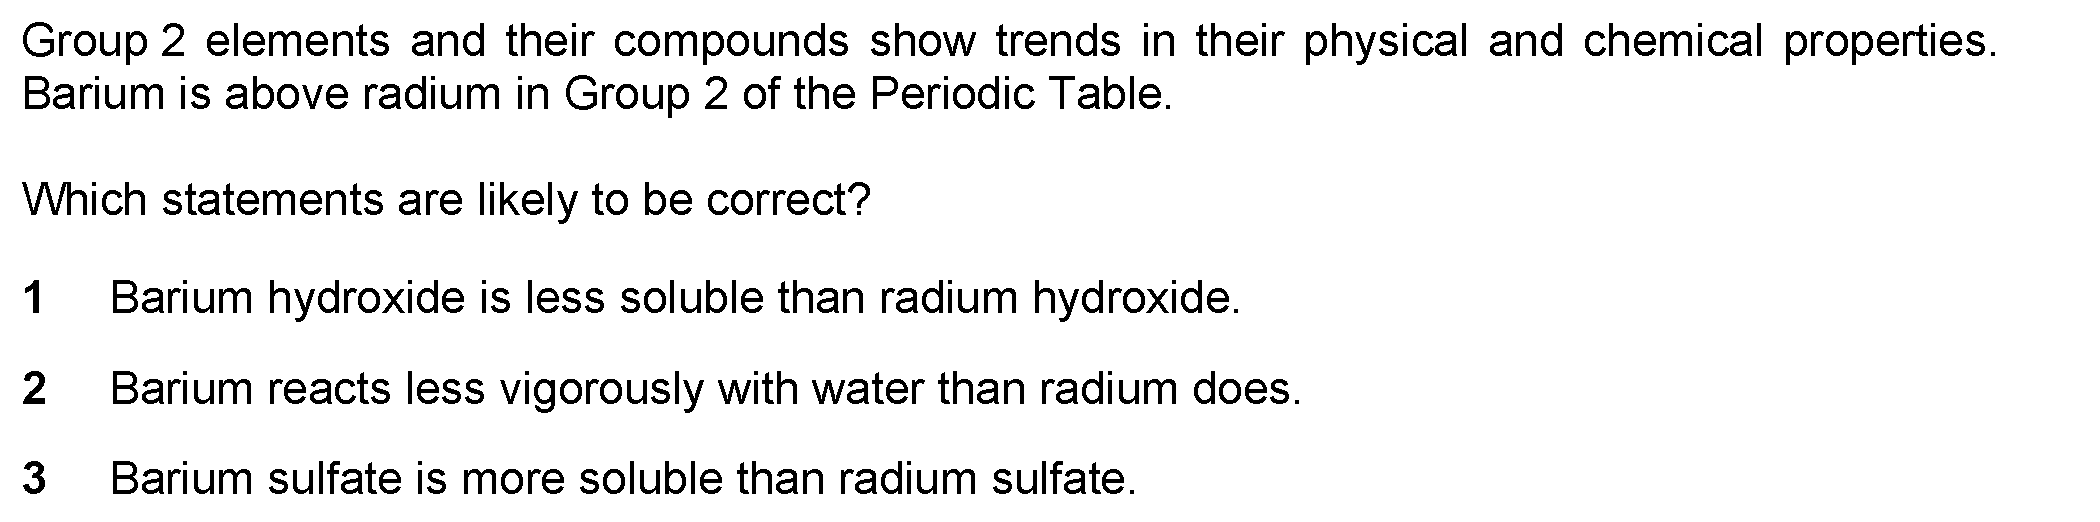 Group 2 elements and their compounds show trends in their physical and chemical properties.
Barium is above radium in Group 2 of the Periodic Table.
Which statements are likely to be correct?
1 Barium hydroxide is less soluble than radium hydroxide.
2 Barium reacts less vigorously with water than radium does.
3 Barium sulfate is more soluble than radium sulfate.